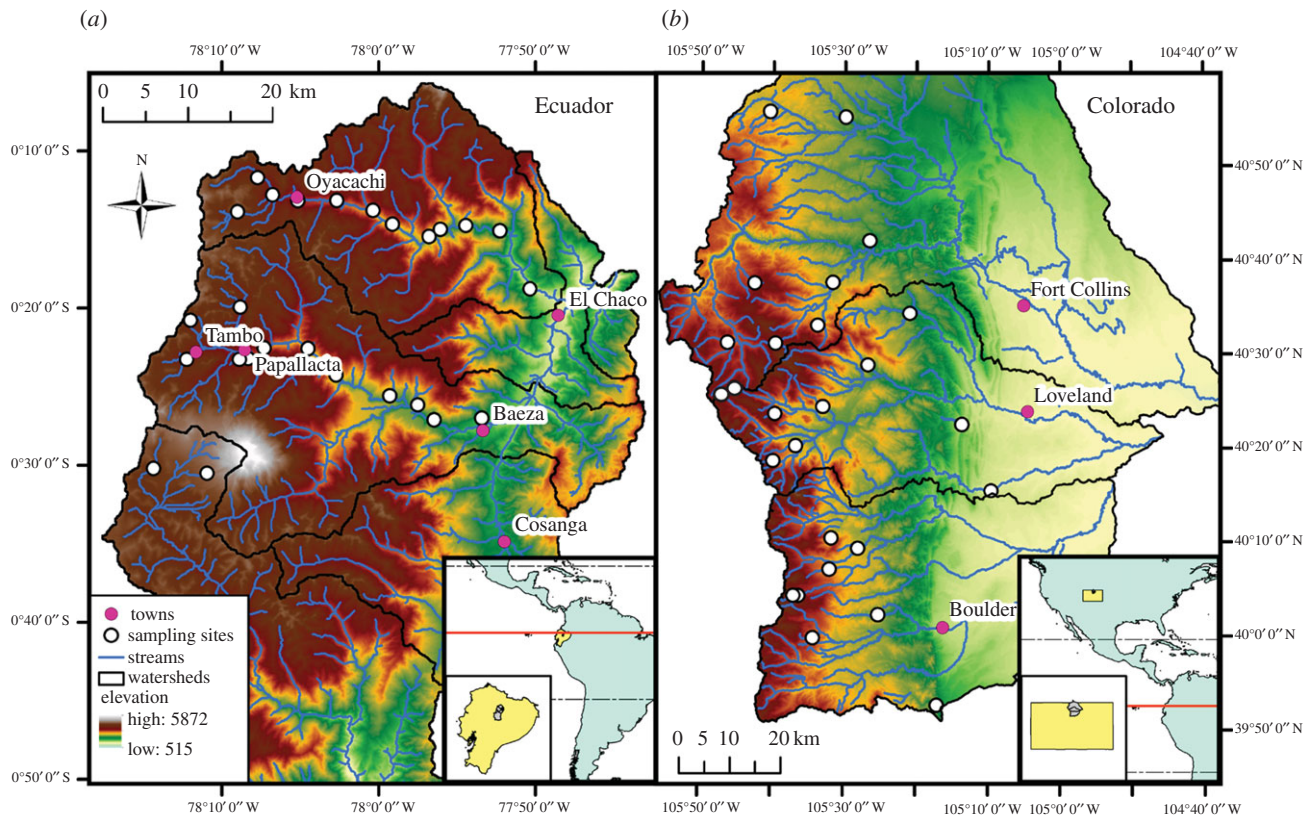 (a)
(b)
78°10′0″W 78°0′0″W 77°50′0″W
105°50′0″W 105°30′0″W 105°10′0″W 105°0′0″W 104°40′0″W
0 5 10 20 km
Ecuador
Colorado
0°10′0″S
0°20′0″S
0°30′0″S
0°40′0″S
0°50′0″S
N
Oyacachi
El Chaco
Tambo
Papallacta
Baeza
Cosanga
towns
sampling sites
streams
watersheds
elevation
high: 5872
low: 515
78°10′0″W 78°0′0″W 77°50′0″W
Fort Collins
Loveland
Boulder
40°50′0″N
40°40′0″N
40°30′0″N
40°20′0″N
40°10′0″N
40°0′0″N
39°50′0″N
0 5 10 20 km
105°50′0″W 105°30′0″W 105°10′0″W 105°0′0″W 104°40′0″W